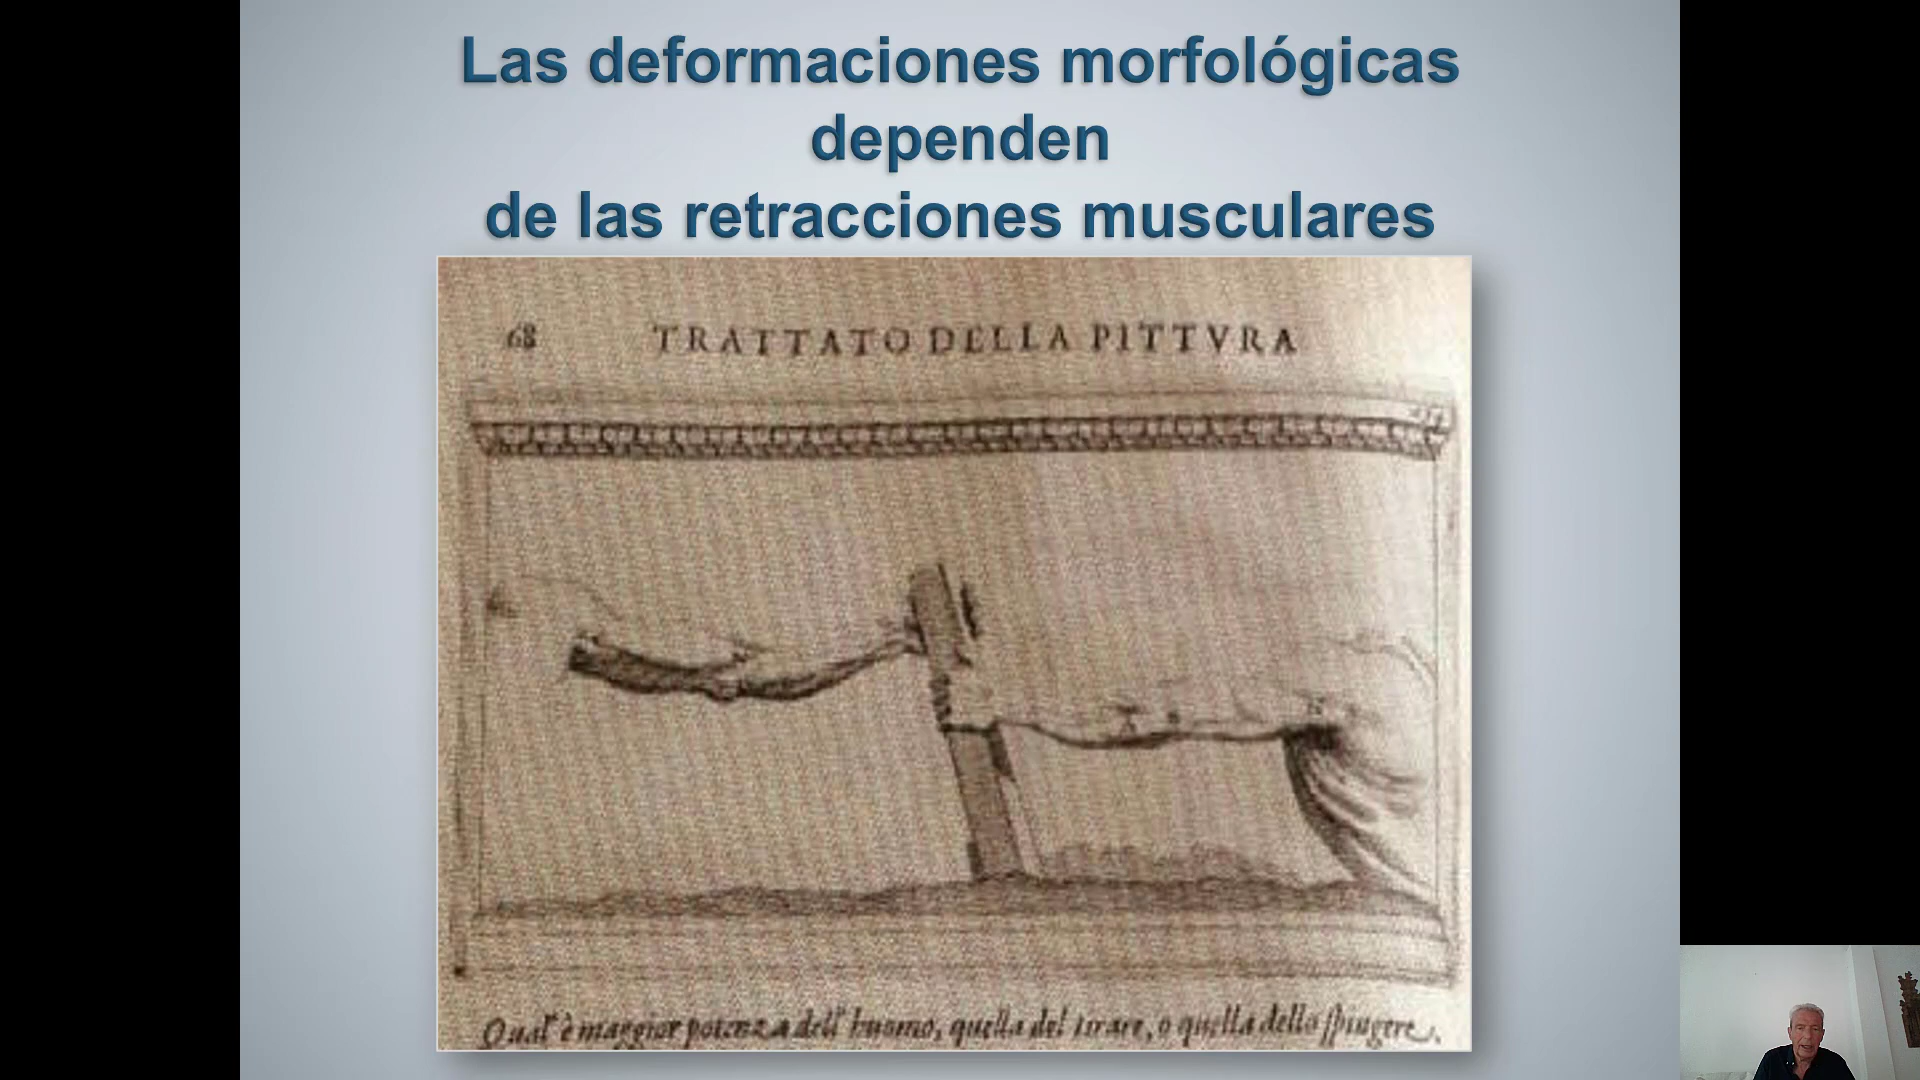 Las deformaciones morfológicas
dependen
de las retracciones musculares
68 TRATTATO DELLA PITTVRA
Qual' è maggior potenza dell' huomo, quella del tirare, o quella dello spingere.